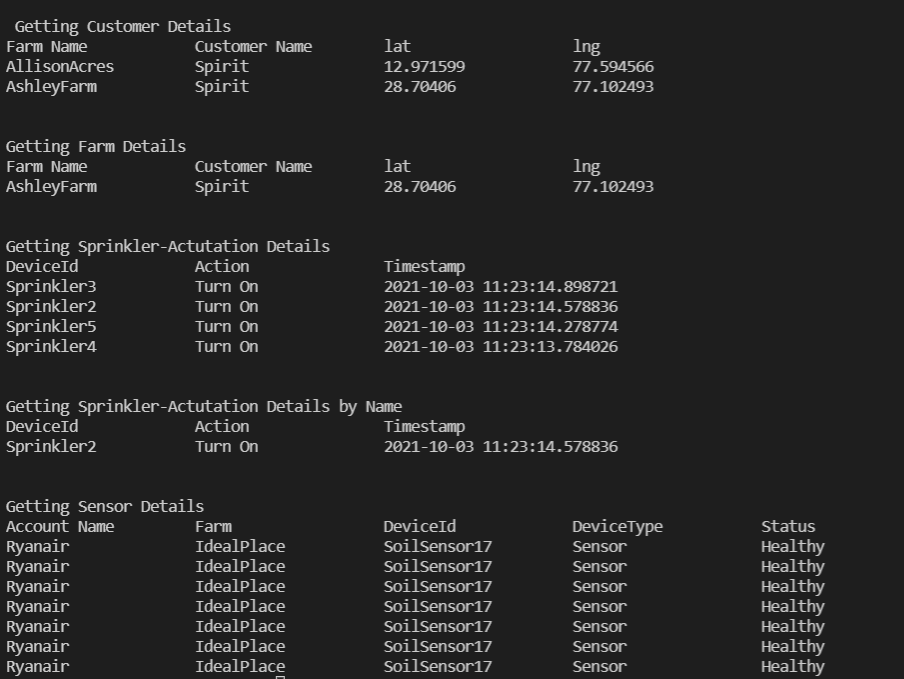 Getting Customer Details
Farm Name Customer Name lat lng
AllisonAcres Spirit 12.971599 77.594566
AshleyFarm Spirit 28.70406 77.102493
Getting Farm Details
Farm Name Customer Name lat lng
AshleyFarm Spirit 28.70406 77.102493
Getting Sprinkler-Actutation Details
DeviceId Action Timestamp
Sprinkler3 Turn On 2021-10-03 11:23:14.898721
Sprinkler2 Turn On 2021-10-03 11:23:14.578836
Sprinkler5 Turn On 2021-10-03 11:23:14.278774
Sprinkler4 Turn On 2021-10-03 11:23:13.784026
Getting Sprinkler-Actutation Details by Name
DeviceId Action Timestamp
Sprinkler2 Turn On 2021-10-03 11:23:14.578836
Getting Sensor Details
Account Name Farm DeviceId DeviceType Status
Ryanair IdealPlace SoilSensor17 Sensor Healthy
Ryanair IdealPlace SoilSensor17 Sensor Healthy
Ryanair IdealPlace SoilSensor17 Sensor Healthy
Ryanair IdealPlace SoilSensor17 Sensor Healthy
Ryanair IdealPlace SoilSensor17 Sensor Healthy
Ryanair IdealPlace SoilSensor17 Sensor Healthy
Ryanair IdealPlace SoilSensor17 Sensor Healthy